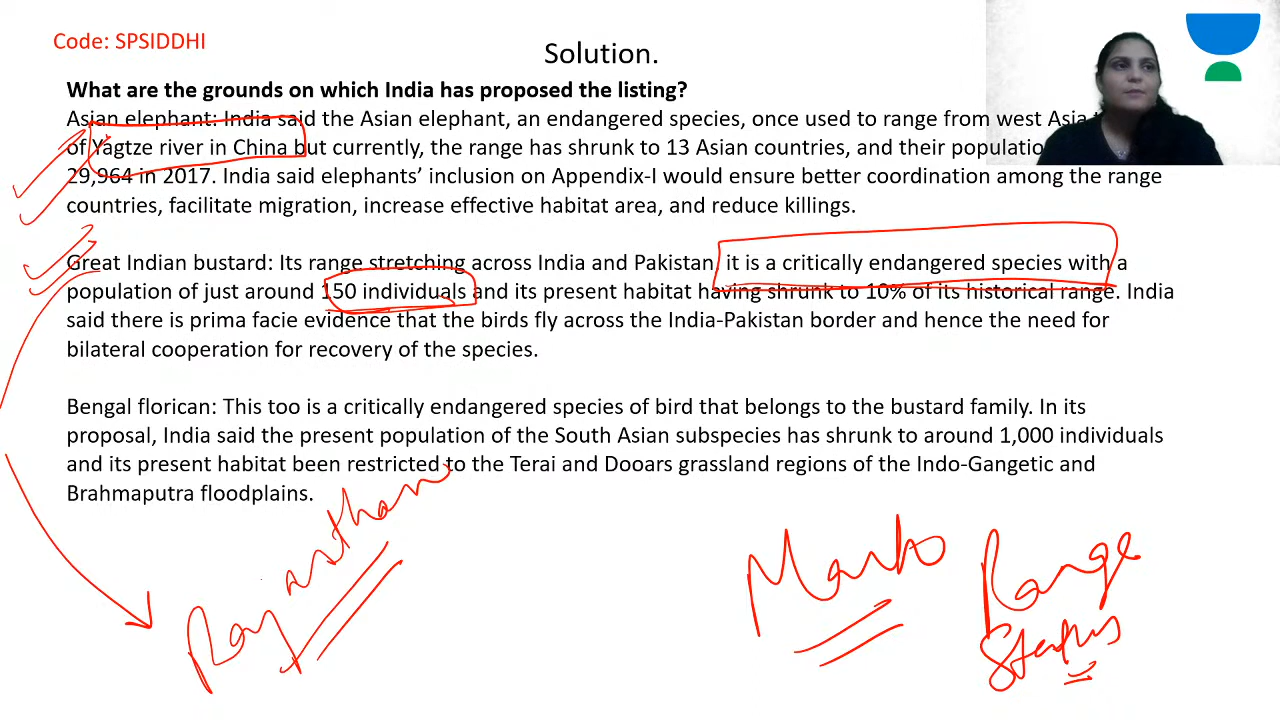 Code: SPSIDDHI
Solution.
What are the grounds on which India has proposed the listing?
Asian elephant: India said the Asian elephant, an endangered species, once used to range from west Asia
of Yagtze river in China but currently, the range has shrunk to 13 Asian countries, and their populatio
29,964 in 2017. India said elephants’ inclusion on Appendix-I would ensure better coordination among the range
countries, facilitate migration, increase effective habitat area, and reduce killings.
Great Indian bustard: Its range stretching across India and Pakistan, it is a critically endangered species with a
population of just around 150 individuals and its present habitat having shrunk to 10% of its historical range. India
said there is prima facie evidence that the birds fly across the India-Pakistan border and hence the need for
bilateral cooperation for recovery of the species.
Bengal florican: This too is a critically endangered species of bird that belongs to the bustard family. In its
proposal, India said the present population of the South Asian subspecies has shrunk to around 1,000 individuals
and its present habitat been restricted to the Terai and Dooars grassland regions of the Indo-Gangetic and
Brahmaputra floodplains.
Range
Status